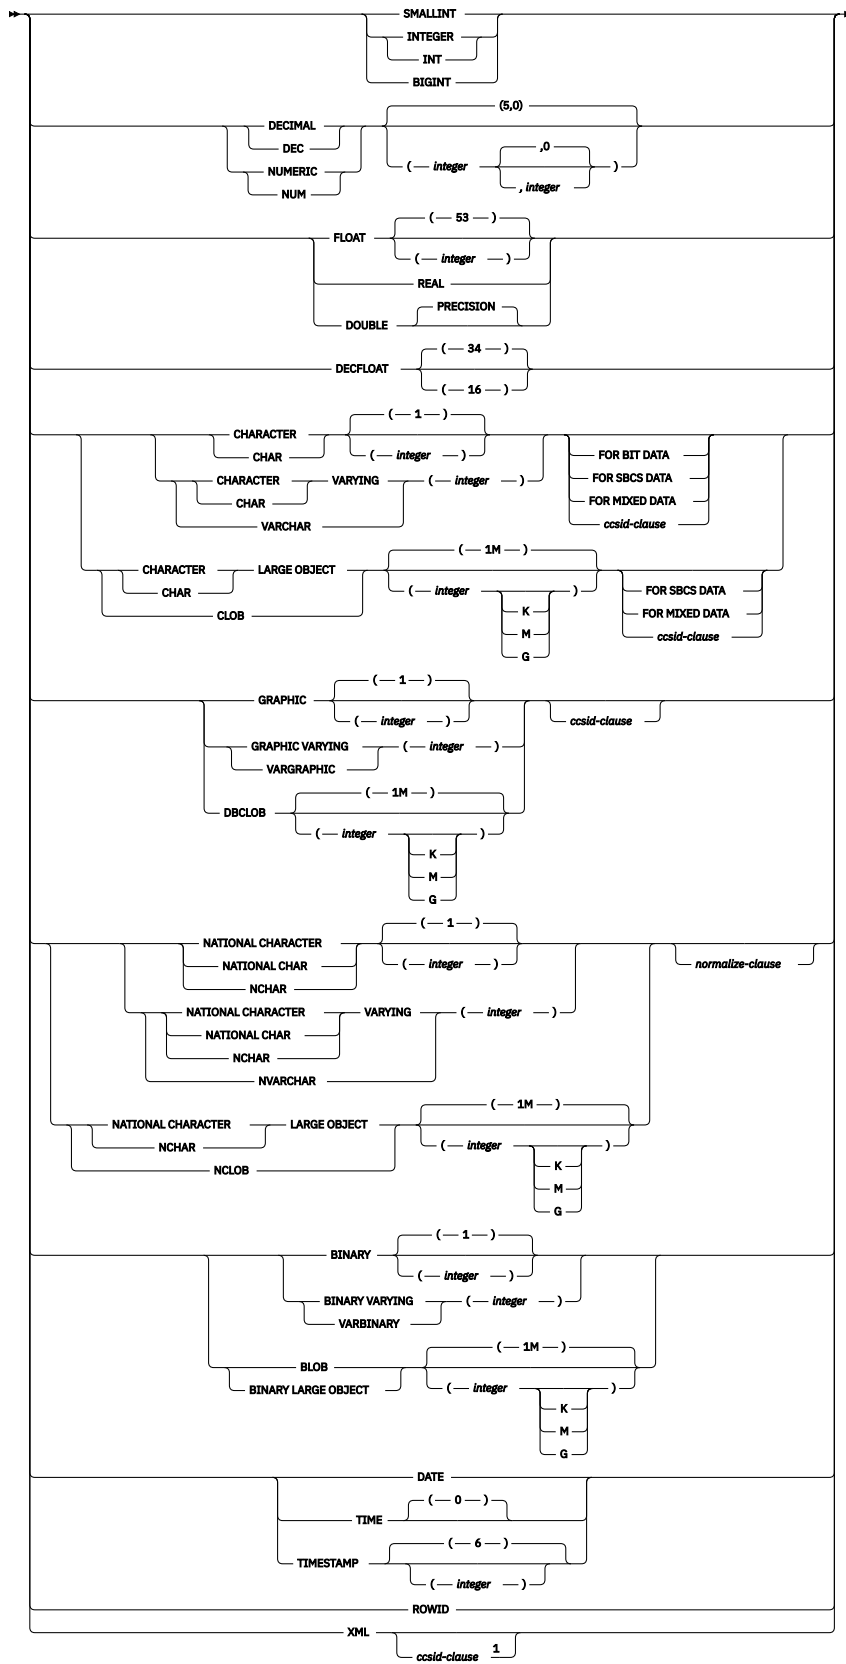 SMALLINT
INTEGER
INT
BIGINT
(5,0)
DECIMAL
DEC
,0
NUMERIC ( integer )
, integer
NUM
( 53 )
FLOAT
( integer )
REAL
PRECISION
DOUBLE
( 34 )
DECFLOAT
( 16 )
( 1 )
CHARACTER
CHAR ( integer ) FOR BIT DATA
CHARACTER VARYING ( integer ) FOR SBCS DATA
CHAR FOR MIXED DATA
VARCHAR ccsid-clause
( 1M )
CHARACTER LARGE OBJECT
CHAR ( integer ) FOR SBCS DATA
CLOB K FOR MIXED DATA
M ccsid-clause
G
( 1 )
GRAPHIC
( integer ) ccsid-clause
GRAPHIC VARYING ( integer )
VARGRAPHIC
( 1M )
DBCLOB
( integer )
K
M
G
( 1 )
NATIONAL CHARACTER
NATIONAL CHAR ( integer ) normalize-clause
NCHAR
NATIONAL CHARACTER VARYING ( integer )
NATIONAL CHAR
NCHAR
NVARCHAR
( 1M )
NATIONAL CHARACTER LARGE OBJECT
NCHAR ( integer )
NCLOB K
M
G
( 1 )
BINARY
( integer )
BINARY VARYING ( integer )
VARBINARY
( 1M )
BLOB
BINARY LARGE OBJECT ( integer )
K
M
G
DATE
( 0 )
TIME
( 6 )
TIMESTAMP
( integer )
ROWID
XML
ccsid-clause 1